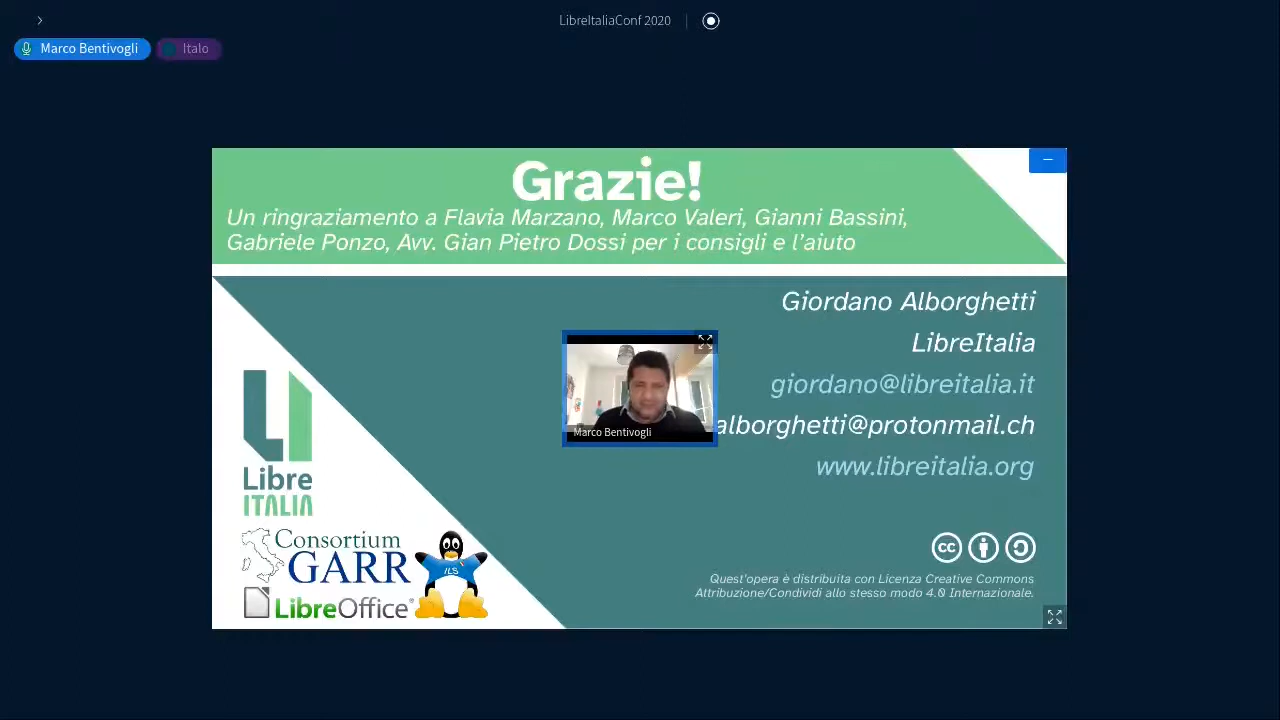 LibreItaliaConf 2020
Marco Bentivogli
Italo
Grazie!
Un ringraziamento a Flavia Marzano, Marco Valeri, Gianni Bassini,
Gabriele Ponzo, Avv. Gian Pietro Dossi per i consigli e l'aiuto
Giordano Alborghetti
LibreItalia
giordano@libreitalia.it
alborghetti@protonmail.ch
www.libreitalia.org
Marco Bentivogli
Libre
ITALIA
Consortium
GARR
ILS
LibreOffice®
cc
Quest'opera è distribuita con Licenza Creative Commons
Attribuzione/Condividi allo stesso modo 4.0 Internazionale.